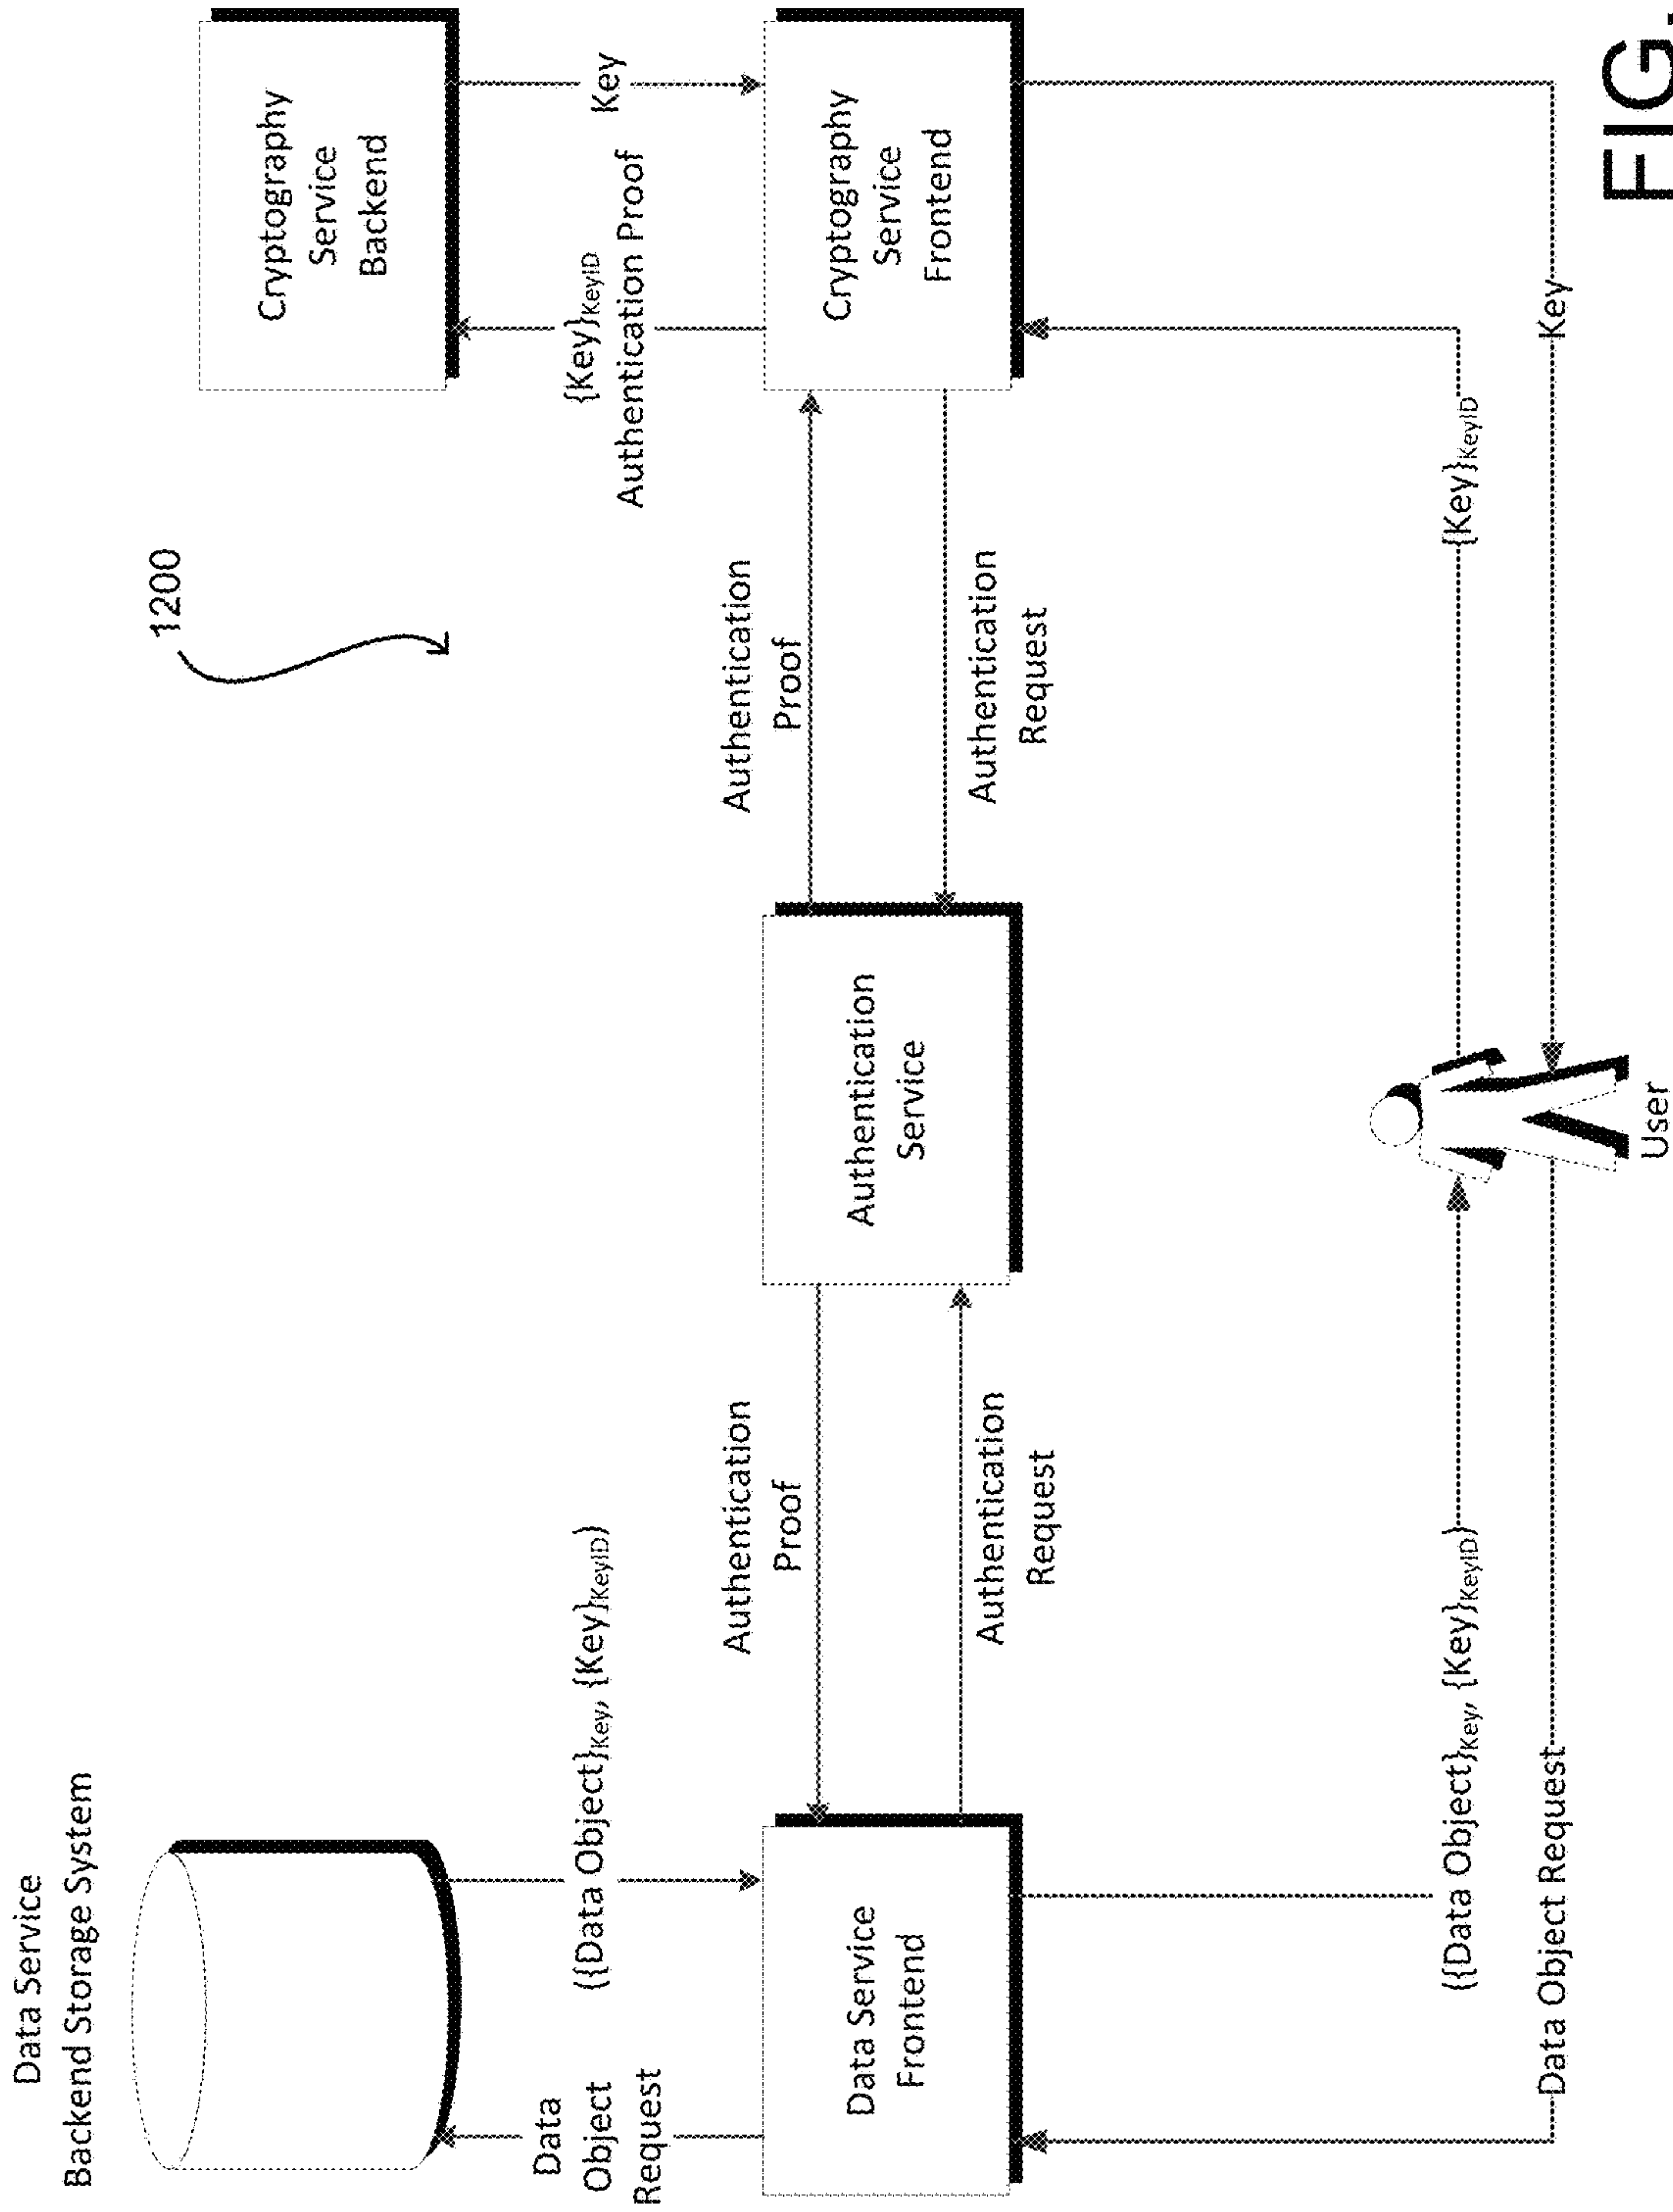 Data Service
Backend Storage System
1200
Cryptography
Service
Backend
Data
Object
Request
({Data Object}Key, {Key}KeyID)
{Key}KeyID
Authentication Proof
Key
Data Service
Frontend
Authentication
Proof
Authentication
Request
Authentication
Service
Authentication
Proof
Authentication
Request
Cryptography
Service
Frontend
({Data Object}Key, {Key}KeyID)
{Key}KeyID
Data Object Request
Key
User
FIG.